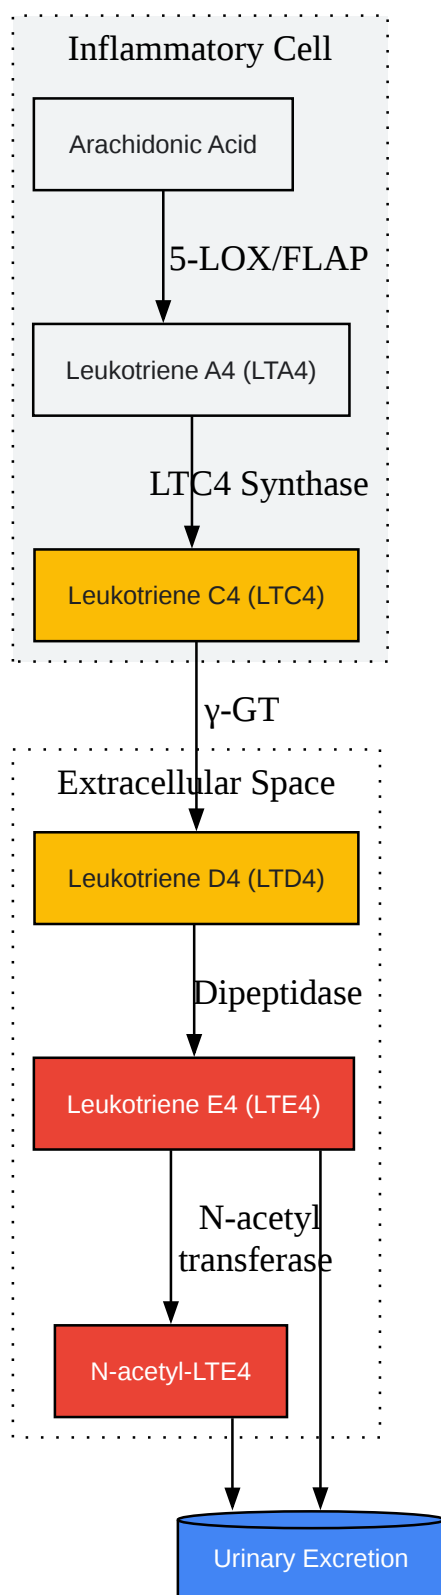 Inflammatory Cell
Arachidonic Acid
5-LOX/FLAP
Leukotriene A4 (LTA4)
LTC4 Synthase
Leukotriene C4 (LTC4)
γ-GT
Extracellular Space
Leukotriene D4 (LTD4)
Dipeptidase
Leukotriene E4 (LTE4)
N-acetyl
transferase
N-acetyl-LTE4
Urinary Excretion